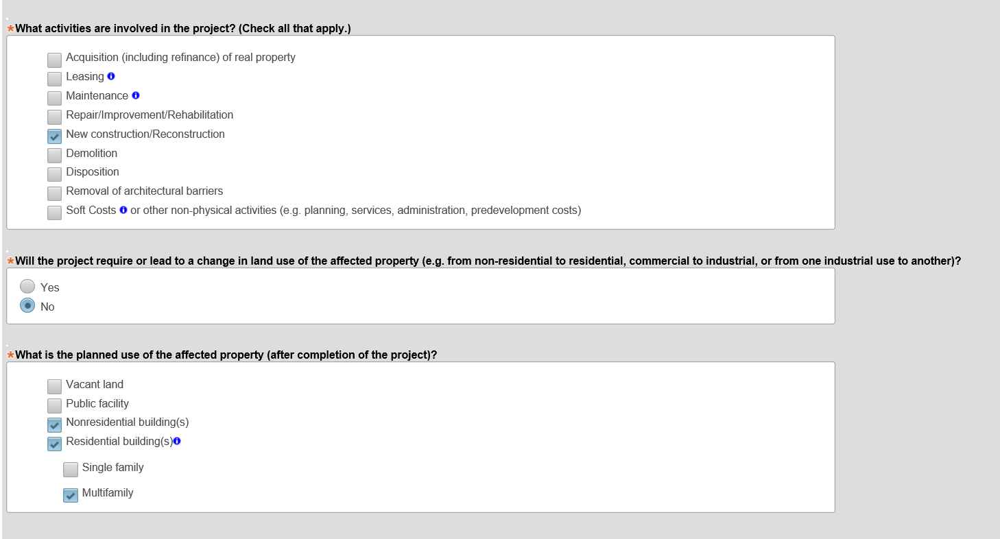 *What activities are involved in the project? (Check all that apply.)
Acquisition (including refinance) of real property
Leasing i
Maintenance i
Repair/Improvement/Rehabilitation
New construction/Reconstruction
Demolition
Disposition
Removal of architectural barriers
Soft Costs i or other non-physical activities (e.g. planning, services, administration, predevelopment costs)
*Will the project require or lead to a change in land use of the affected property (e.g. from non-residential to residential, commercial to industrial, or from one industrial use to another)?
Yes
No
*What is the planned use of the affected property (after completion of the project)?
Vacant land
Public facility
Nonresidential building(s)
Residential building(s) i
Single family
Multifamily